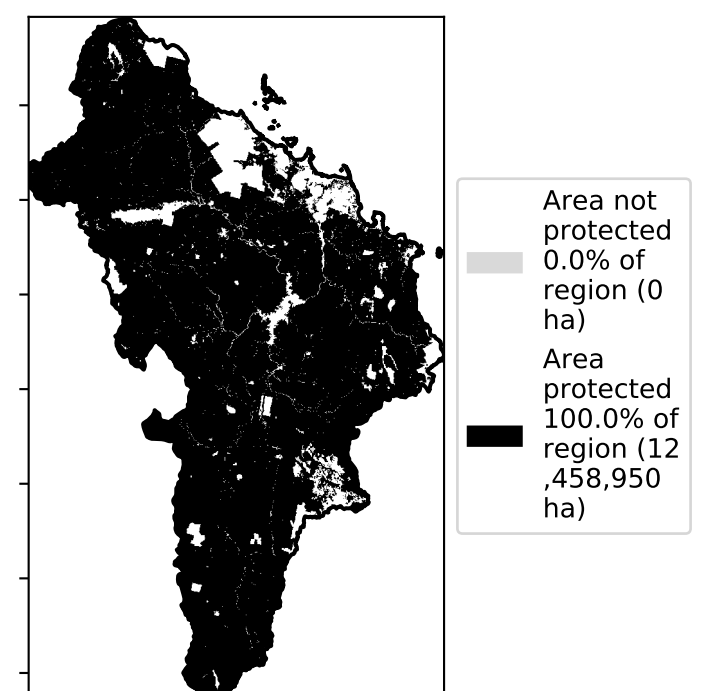 Area not
protected
0.0% of
region (0
ha)
Area
protected
100.0% of
region (12
,458,950
ha)